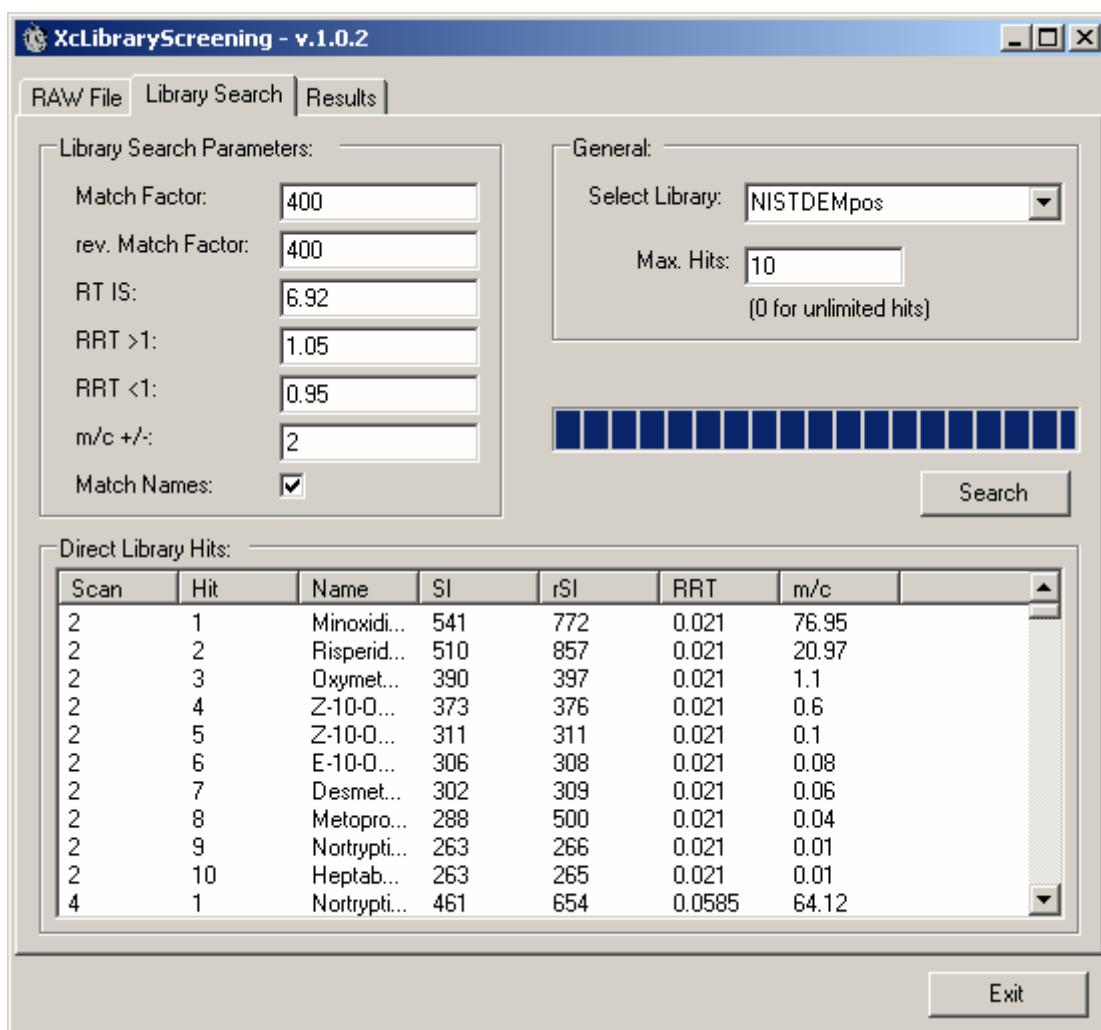 XcLibraryScreening - v.1.0.2
RAW File Library Search Results
Library Search Parameters:
Match Factor: 400
rev. Match Factor: 400
RT IS: 6.92
RRT >1: 1.05
RRT <1: 0.95
m/c +/-: 2
Match Names:
General:
Select Library: NISTDEMpos
Max. Hits: 10
(0 for unlimited hits)
Search
Direct Library Hits:
Scan Hit Name SI rSI RRT m/c
2 1 Minoxidi... 541 772 0.021 76.95
2 2 Risperid... 510 857 0.021 20.97
2 3 Oxymet... 390 397 0.021 1.1
2 4 Z-10-O... 373 376 0.021 0.6
2 5 Z-10-O... 311 311 0.021 0.1
2 6 E-10-O... 306 308 0.021 0.08
2 7 Desmet... 302 309 0.021 0.06
2 8 Metopro... 288 500 0.021 0.04
2 9 Nortrypti... 263 266 0.021 0.01
2 10 Heptab... 263 265 0.021 0.01
4 1 Nortrypti... 461 654 0.0585 64.12
Exit